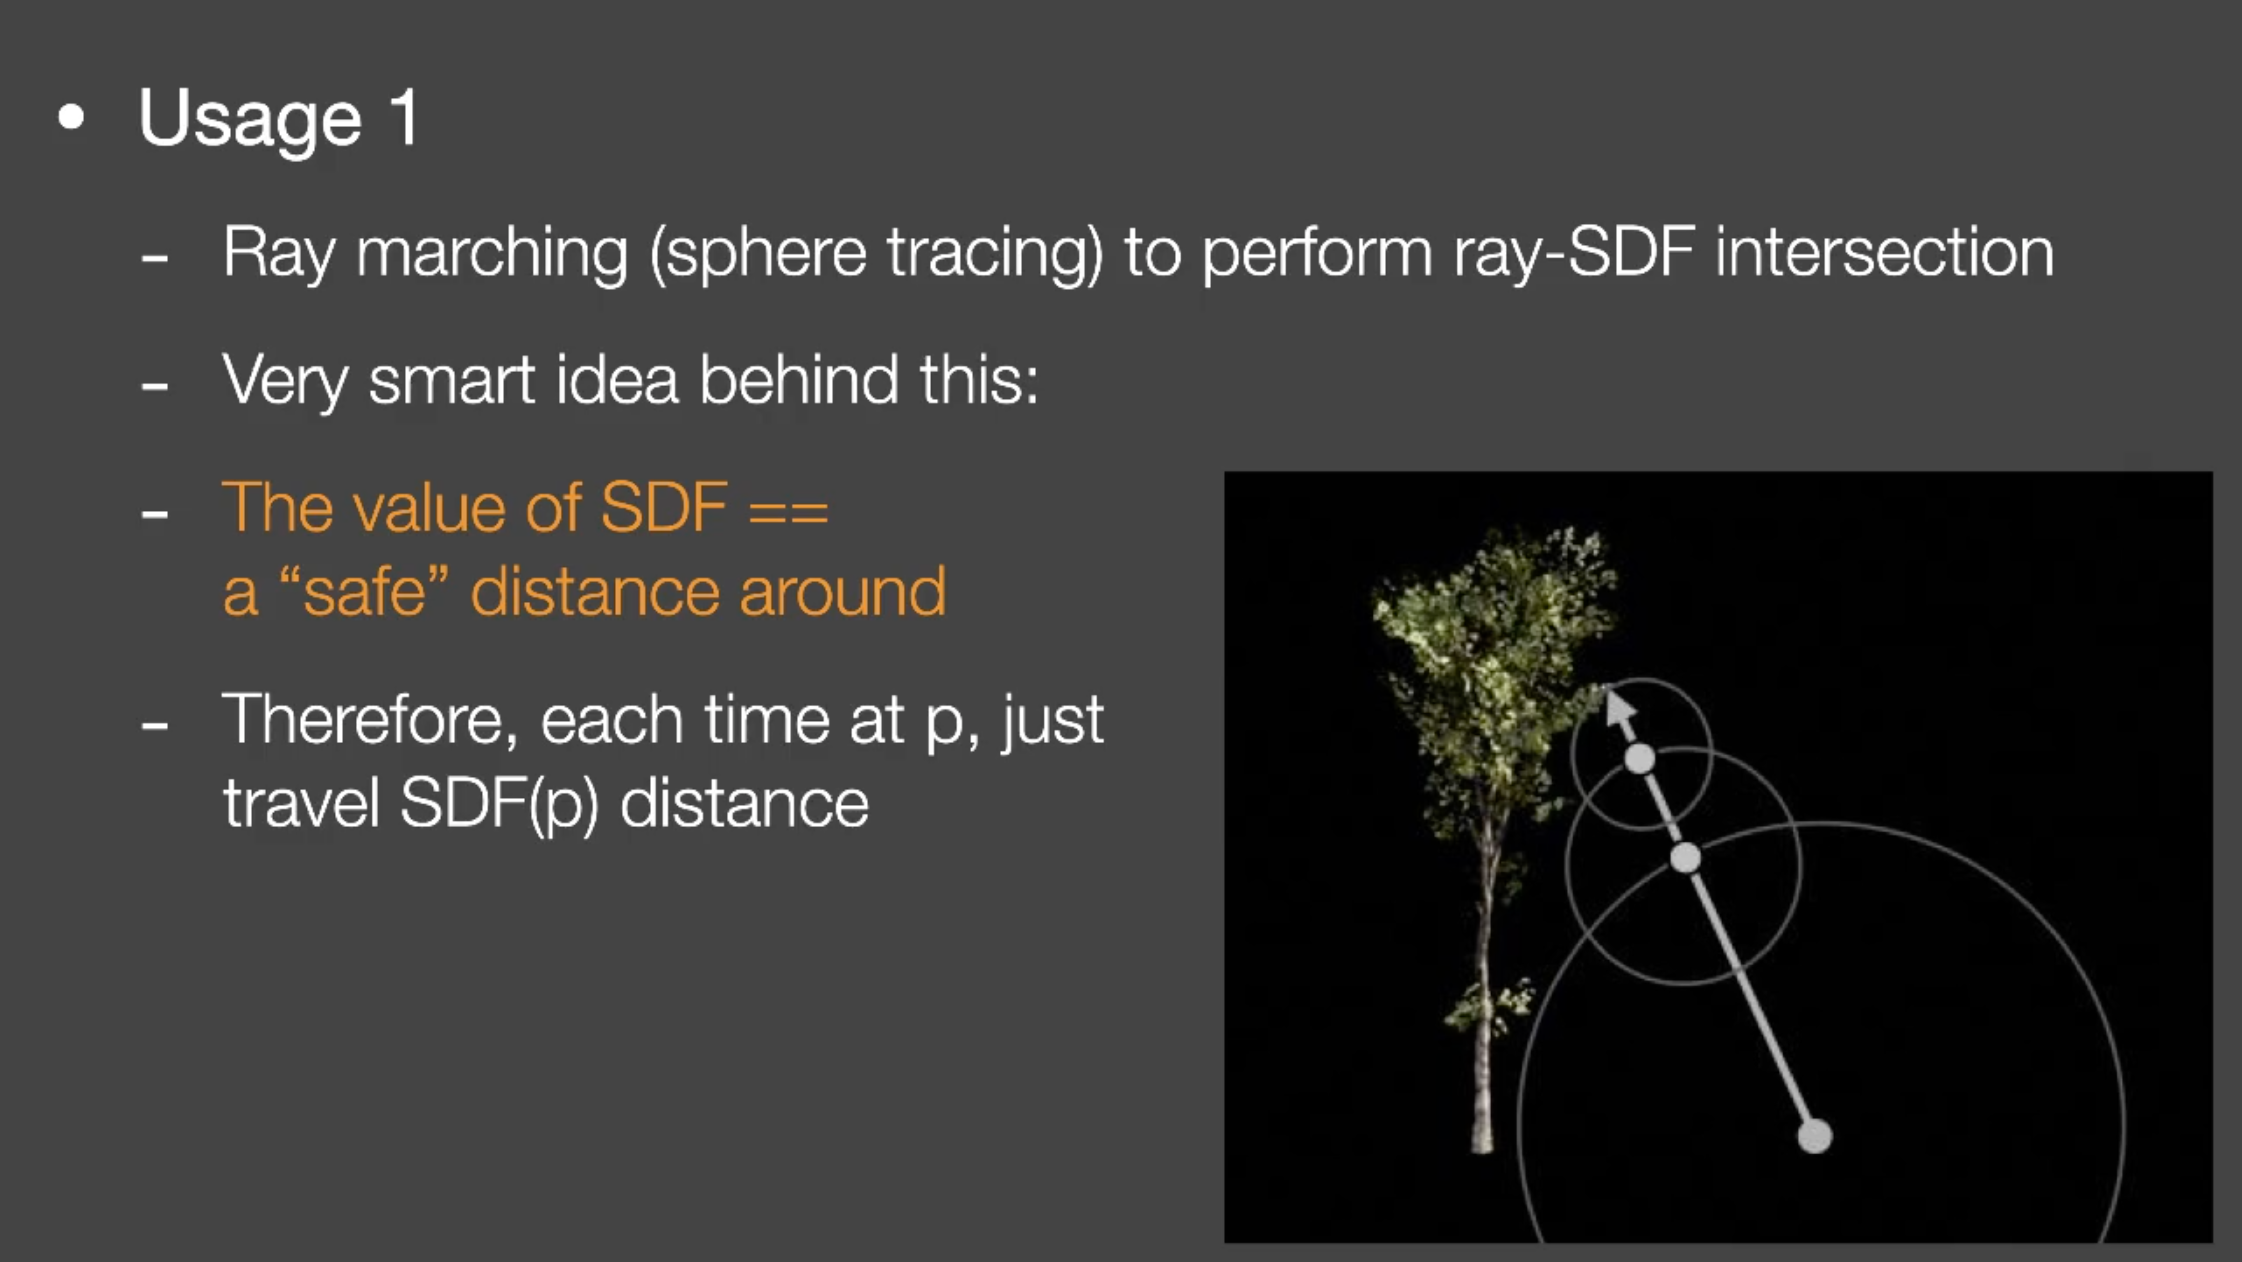 • Usage 1
- Ray marching (sphere tracing) to perform ray-SDF intersection
- Very smart idea behind this:
- The value of SDF ==
a “safe” distance around
- Therefore, each time at p, just
travel SDF(p) distance